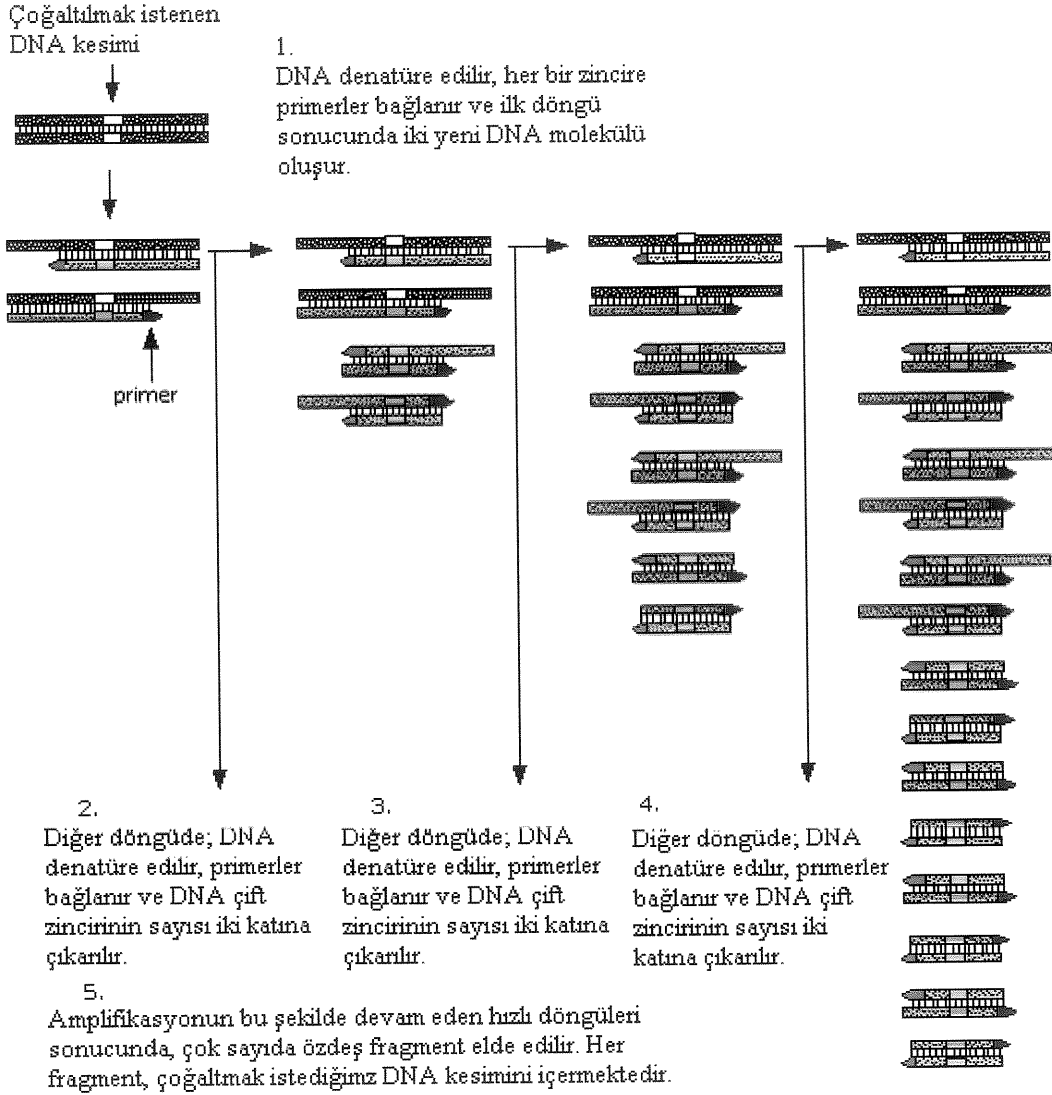 Çoğaltılmak istenen
DNA kesimi
1.
DNA denatüre edilir, her bir zincire
primerler bağlanır ve ilk döngü
sonucunda iki yeni DNA molekülü
oluşur.
primer
2.
Diğer döngüde; DNA
denatüre edilir, primerler
bağlanır ve DNA çift
zincirinin sayısı iki katına
çıkarılır.
3.
Diğer döngüde; DNA
denatüre edilir, primerler
bağlanır ve DNA çift
zincirinin sayısı iki katına
çıkarılır.
4.
Diğer döngüde; DNA
denatüre edilir, primerler
bağlanır ve DNA çift
zincirinin sayısı iki
katına çıkarılır.
5.
Amplifikasyonun bu şekilde devam eden hızlı döngüleri
sonucunda, çok sayıda özdeş fragment elde edilir. Her
fragment, çoğaltmak istediğimz DNA kesimini içermektedir.